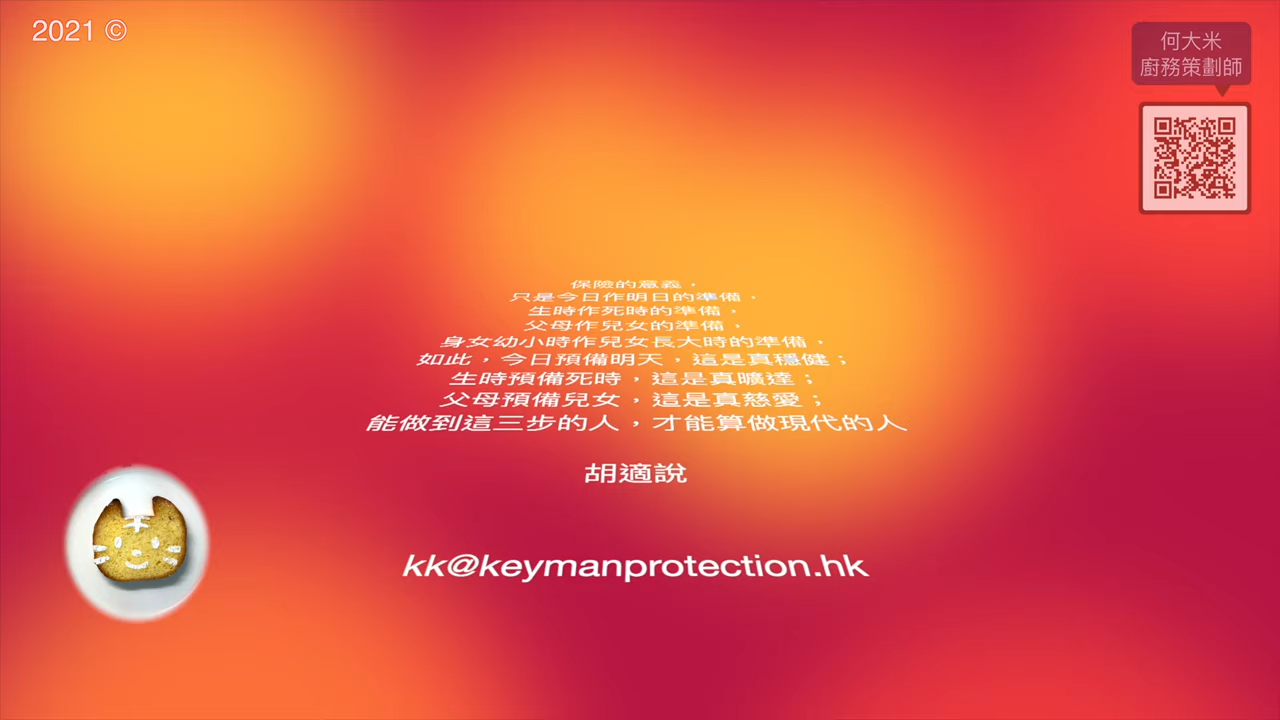 2021 ©
何大米
廚務策劃師
保險的意義，
只是今日作明日的準備，
生時作死時的準備，
父母作兒女的準備，
身女幼小時作兒女長大時的準備，
如此，今日預備明天，這是真穩健；
生時預備死時，這是真曠達；
父母預備兒女，這是真慈愛；
能做到這三步的人，才能算做現代的人
胡適說
kk@keymanprotection.hk